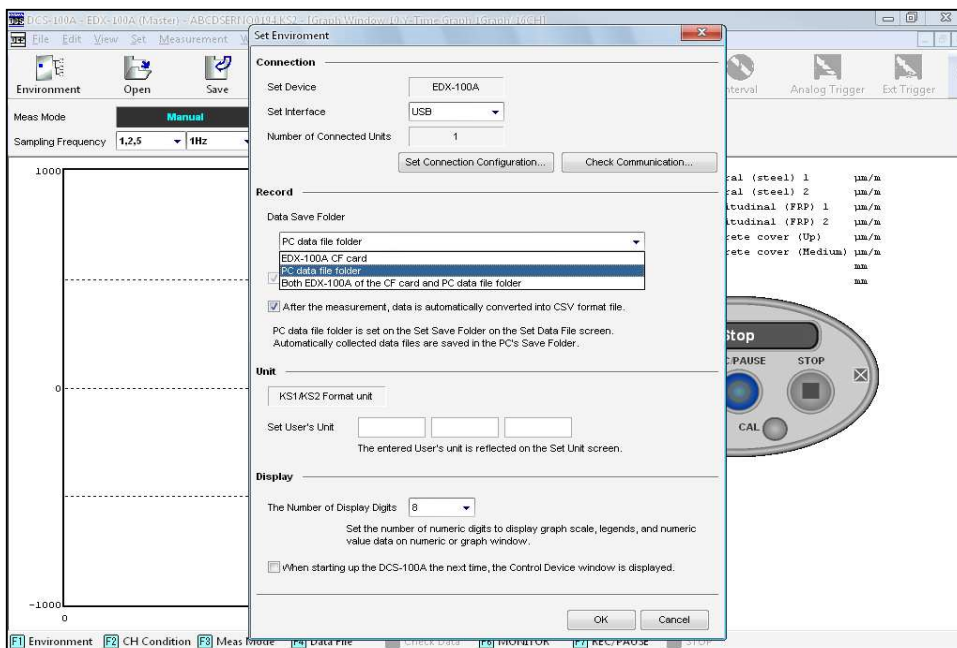 DCS-100A - EDX-100A (Master) - ABCDSERNO0194.KS2 - [Graph Window 10:Y-Time Graph 1Graph 16CH]
File Edit View Set Measurement
Set Enviroment
Environment Open Save
Interval Analog Trigger Ext Trigger
Meas Mode Manual
Sampling Frequency 1,2,5 1Hz
1000
0
-1000
0
Connection
Set Device EDX-100A
Set Interface USB
Number of Connected Units 1
Set Connection Configuration... Check Communication...
Record
Data Save Folder
PC data file folder
EDX-100A CF card
PC data file folder
Both EDX-100A of the CF card and PC data file folder
After the measurement, data is automatically converted into CSV format file.
PC data file folder is set on the Set Save Folder on the Set Data File screen.
Automatically collected data files are saved in the PC's Save Folder.
Unit
KS1/KS2 Format unit
Set User's Unit
The entered User's unit is reflected on the Set Unit screen.
Display
The Number of Display Digits 8
Set the number of numeric digits to display graph scale, legends, and numeric
value data on numeric or graph window.
When starting up the DCS-100A the next time, the Control Device window is displayed.
OK Cancel
(steel) 1 µm/m
(steel) 2 µm/m
(FRP) 1 µm/m
(FRP) 2 µm/m
cover (Up) µm/m
cover (Medium) µm/m
mm
mm
Stop
/PAUSE STOP
CAL
F1 Environment F2 CH Condition F3 Meas Mode F4 Data File Check Data F6 MONITOR F7 REC/PAUSE STOP